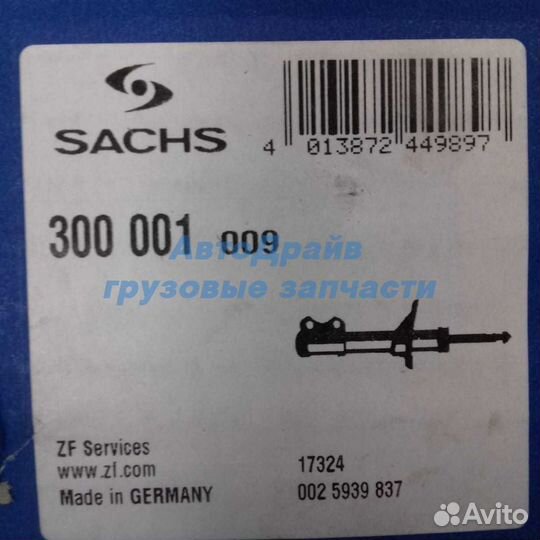 SACHS
4 013872 449897
300 001 009
АвтоДрайв
грузовые запчасти
ZF Services
www.zf.com
Made in GERMANY
17324
002 5939 837
Avito